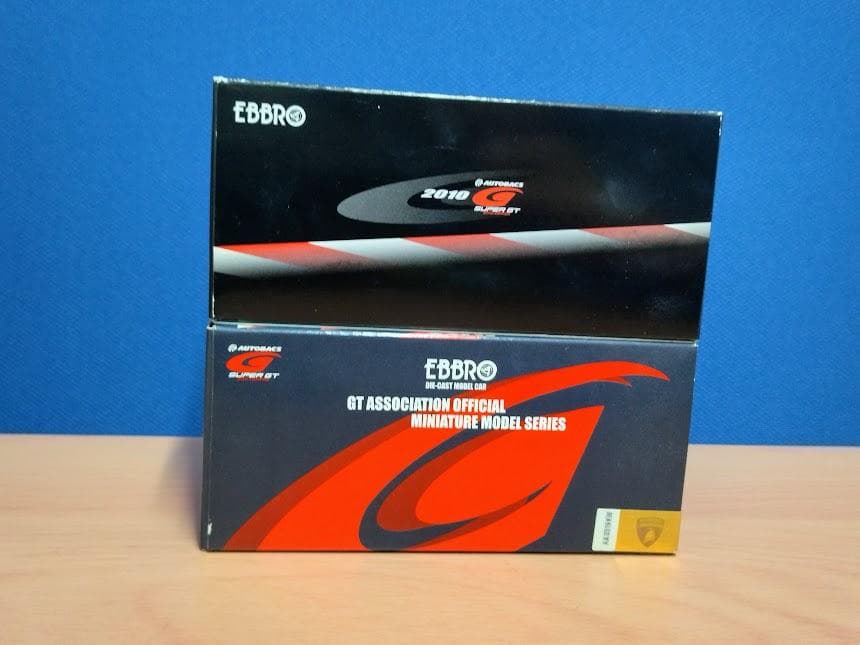 EBBRO
2010 AUTOBACS
SUPER GT
AUTOBACS
SUPER GT
EBBRO
DIE-CAST MODEL CAR
GT ASSOCIATION OFFICIAL
MINIATURE MODEL SERIES